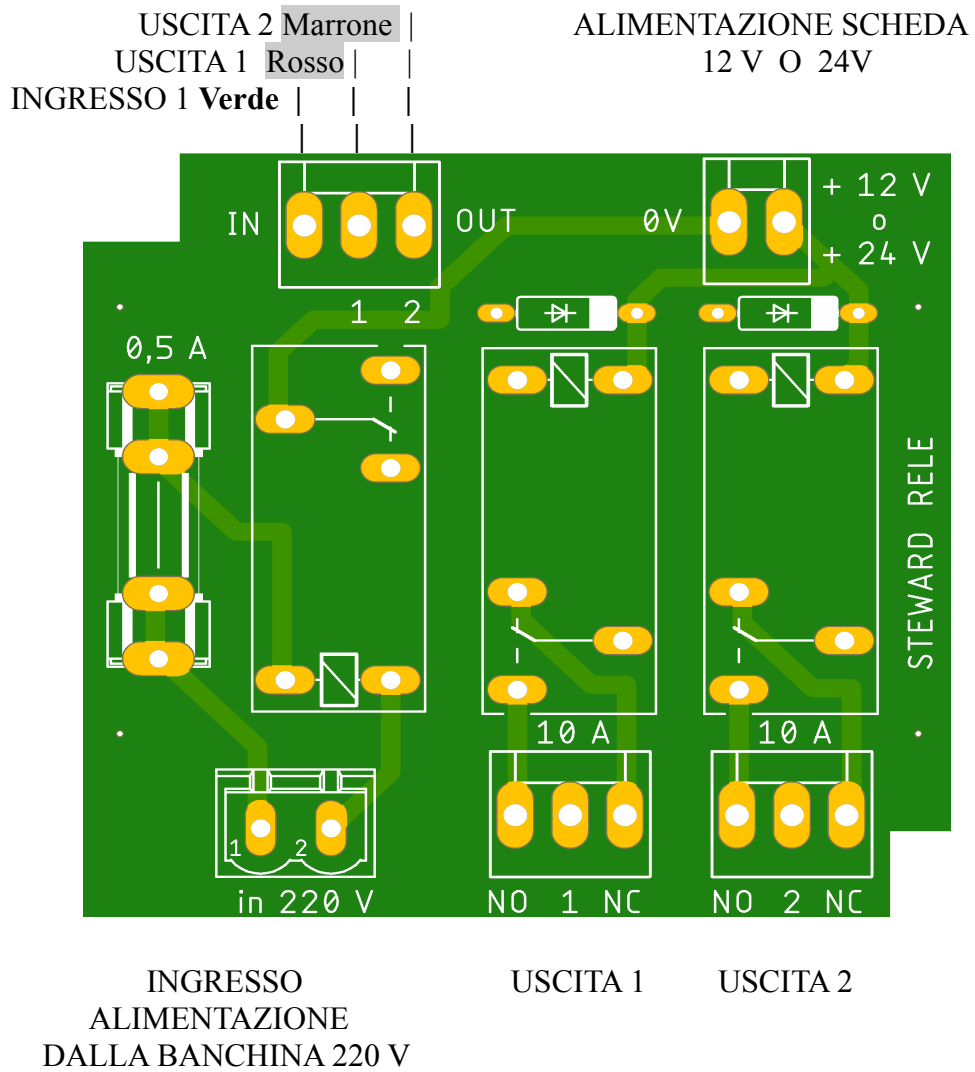 USCITA 2 Marrone |
ALIMENTAZIONE SCHEDA
USCITA 1 Rosso | |
12 V O 24V
INGRESSO 1 Verde | | |
| | |
+ 12 V
IN
OUT
0V
o
+ 24 V
1 2
0,5 A
STEWARD RELE
10 A
10 A
1
2
in 220 V
NO 1 NC
NO 2 NC
INGRESSO
ALIMENTAZIONE
DALLA BANCHINA 220 V
USCITA 1
USCITA 2